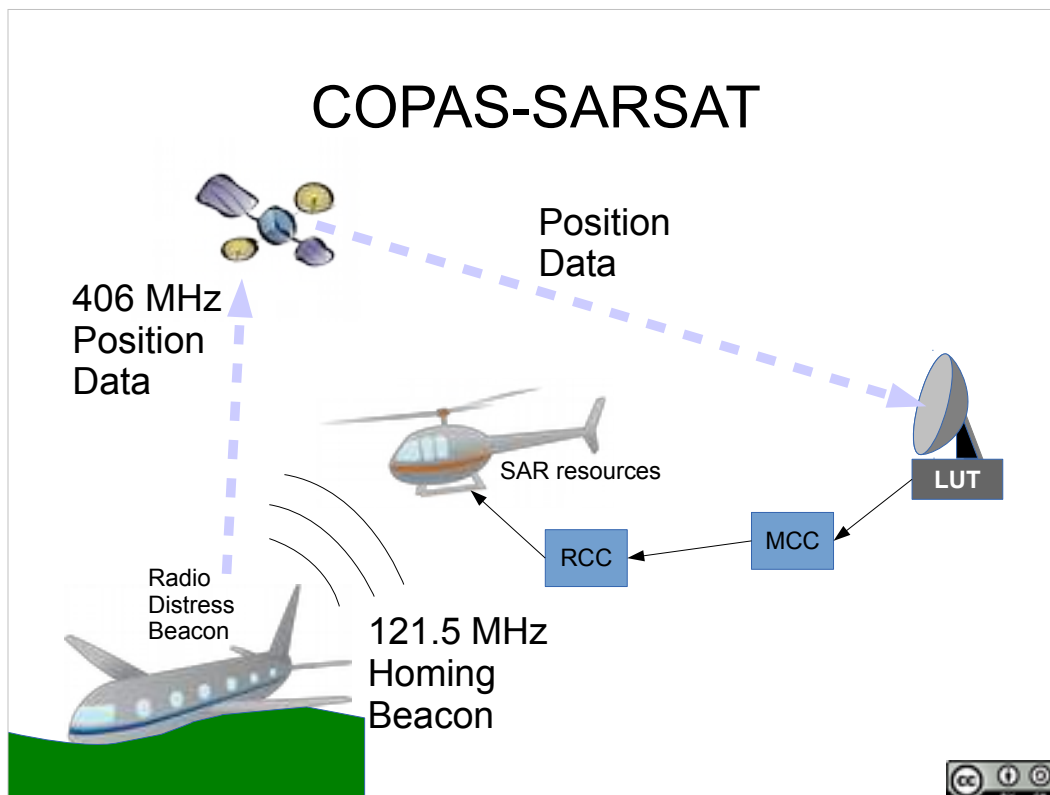 COPAS-SARSAT
Position
Data
406 MHz
Position
Data
SAR resources
LUT
MCC
RCC
Radio
Distress
Beacon
121.5 MHz
Homing
Beacon
cc